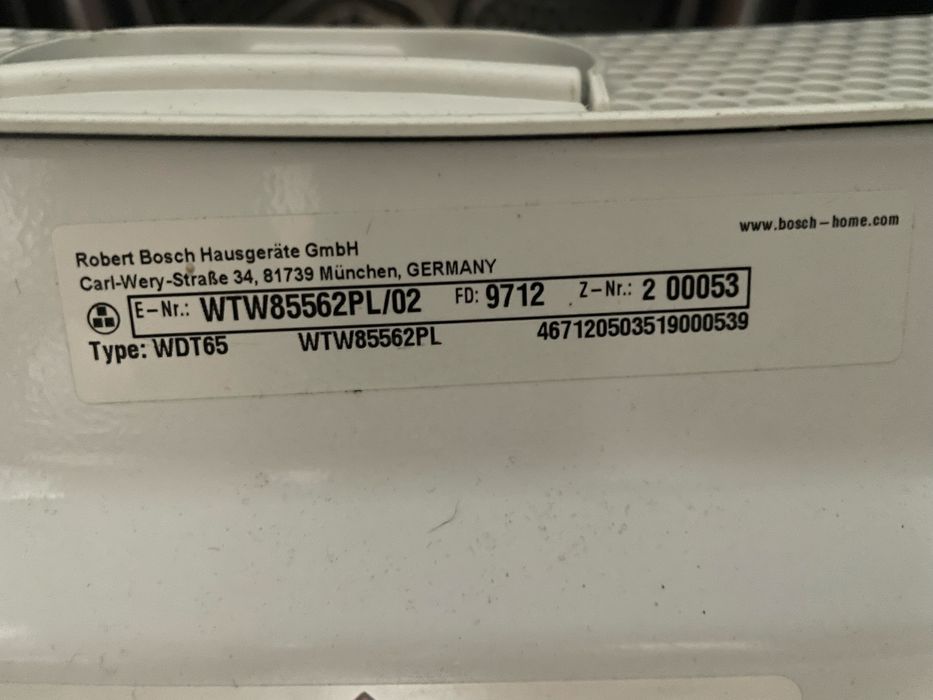 www.bosch-home.com
Robert Bosch Hausgeräte GmbH
Carl-Wery-Straße 34, 81739 München, GERMANY
E-Nr.: WTW85562PL/02 FD: 9712 Z-Nr.: 2 00053
Type: WDT65 WTW85562PL 467120503519000539